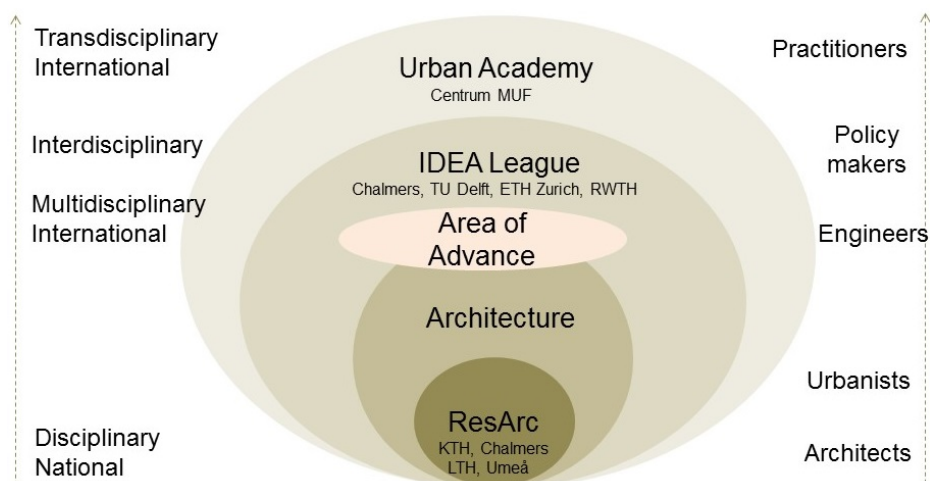 Transdisciplinary
International
Interdisciplinary
Multidisciplinary
International
Disciplinary
National
Urban Academy
Centrum MUF
IDEA League
Chalmers, TU Delft, ETH Zurich, RWTH
Area of
Advance
Architecture
ResArc
KTH, Chalmers
LTH, Umeå
Practitioners
Policy
makers
Engineers
Urbanists
Architects